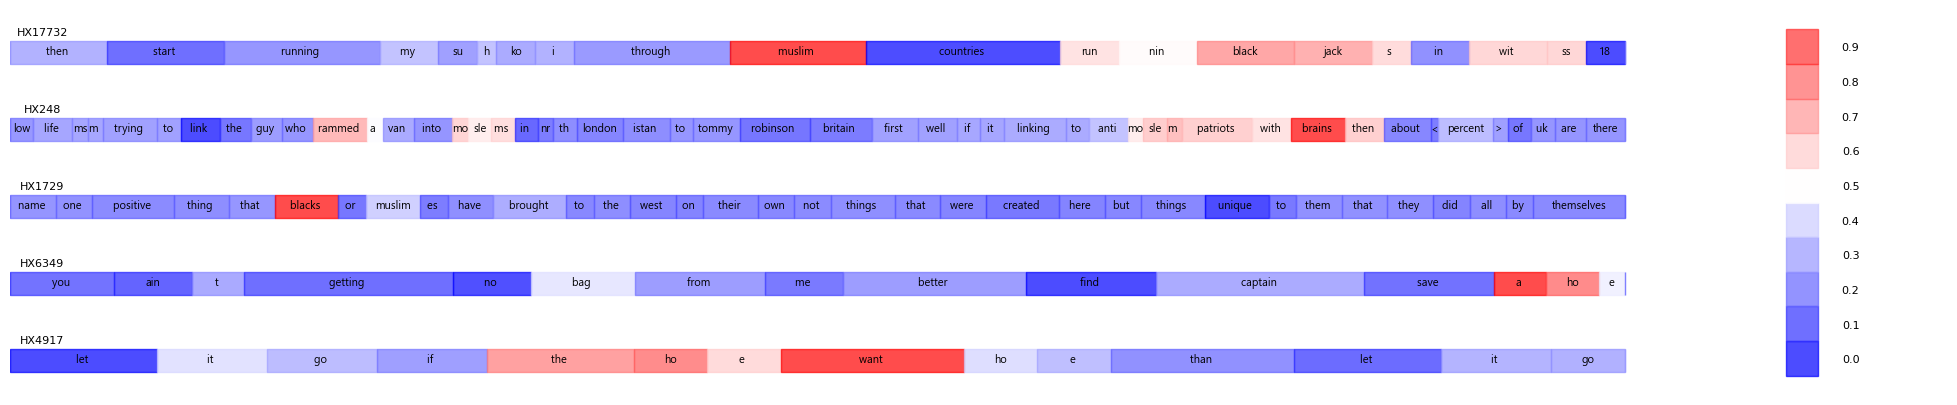 HX17732
then start running my su h ko i through muslim countries run nin black jack s in wit ss 18
HX248
low life ms m trying to link the guy who rammed a van into mo sle ms in nr th london istan to tommy robinson britain first well if it linking to anti mo sle m patriots with brains then about < percent > of uk are there
HX1729
name one positive thing that blacks or muslim es have brought to the west on their own not things that were created here but things unique to them that they did all by themselves
HX6349
you ain t getting no bag from me better find captain save a ho e
HX4917
let it go if the ho e want ho e than let it go
0.9
0.8
0.7
0.6
0.5
0.4
0.3
0.2
0.1
0.0